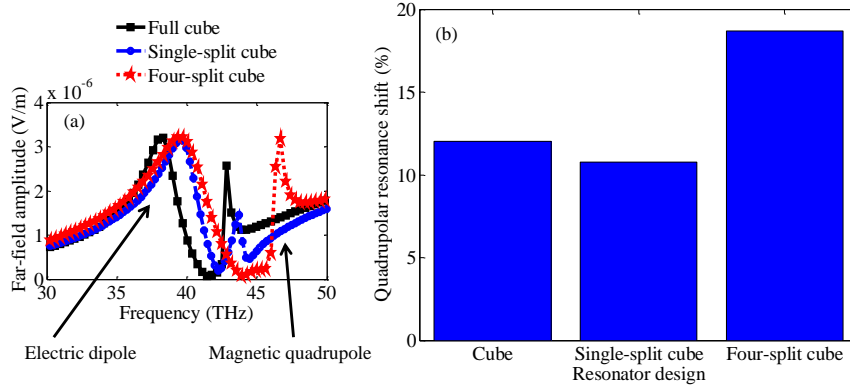 Full cube
Single-split cube
Four-split cube
x 10
-6
4
3
2
1
0
(a)
Far-field amplitude (V/m)
30
35
40
45
50
Frequency (THz)
Electric dipole
Magnetic quadrupole
20
15
10
5
0
(b)
Quadrupolar resonance shift (%)
Cube
Single-split cube
Four-split cube
Resonator design